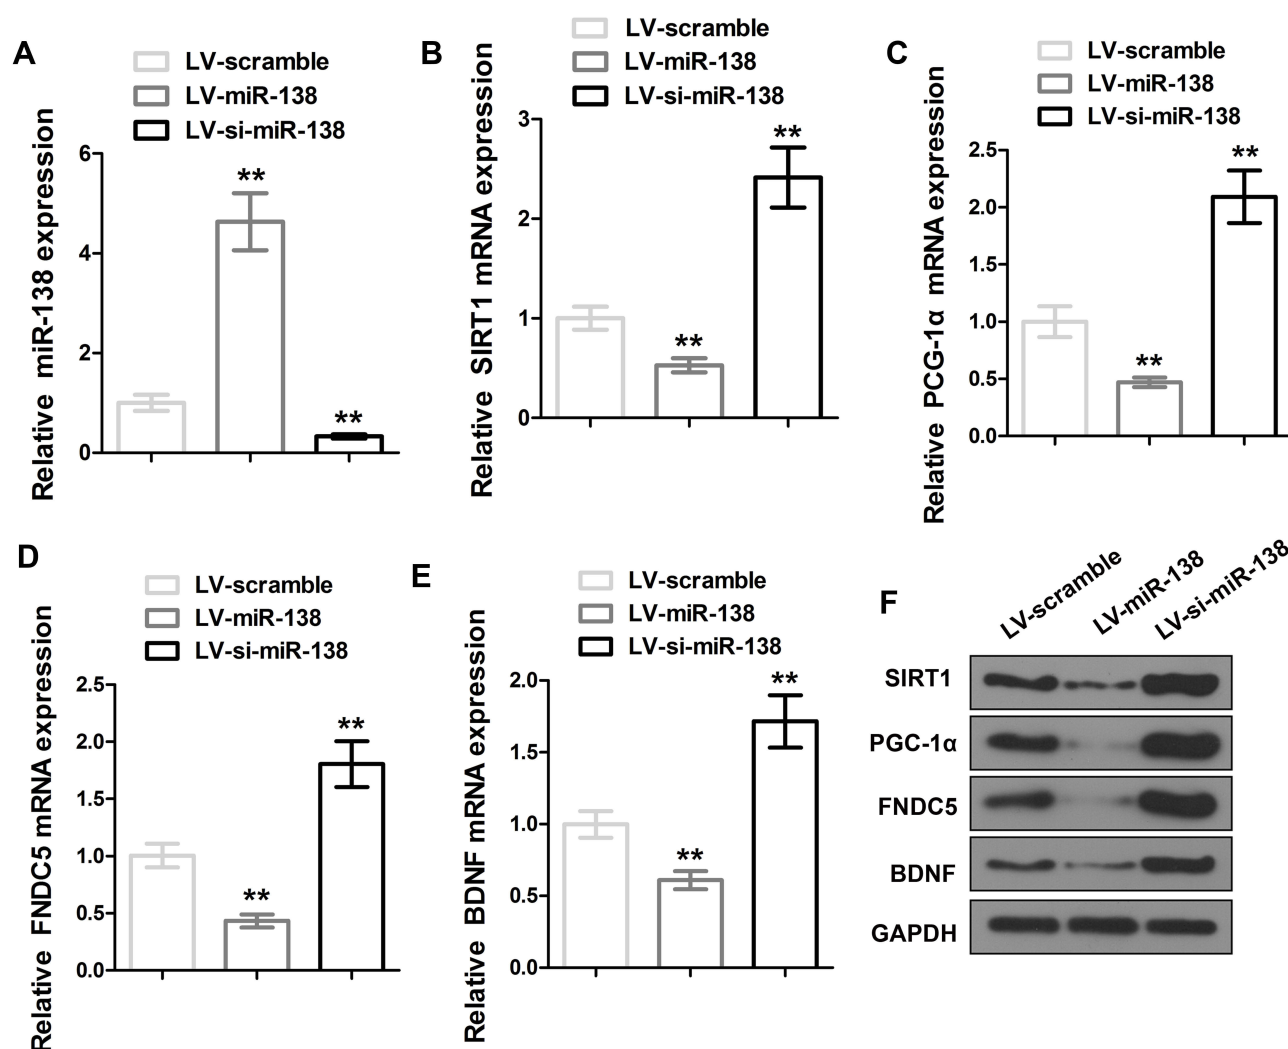 A
LV-scramble
LV-miR-138
LV-si-miR-138
Relative miR-138 expression
6
4
2
0
**
**
B
LV-scramble
LV-miR-138
LV-si-miR-138
Relative SIRT1 mRNA expression
3
2
1
0
**
**
C
LV-scramble
LV-miR-138
LV-si-miR-138
Relative PCG-1α mRNA expression
2.5
2.0
1.5
1.0
0.5
0.0
**
**
D
LV-scramble
LV-miR-138
LV-si-miR-138
Relative FNDC5 mRNA expression
2.5
2.0
1.5
1.0
0.5
0.0
**
**
E
LV-scramble
LV-miR-138
LV-si-miR-138
Relative BDNF mRNA expression
2.0
1.5
1.0
0.5
0.0
**
**
F
LV-scramble
LV-miR-138
LV-si-miR-138
SIRT1
PGC-1α
FNDC5
BDNF
GAPDH